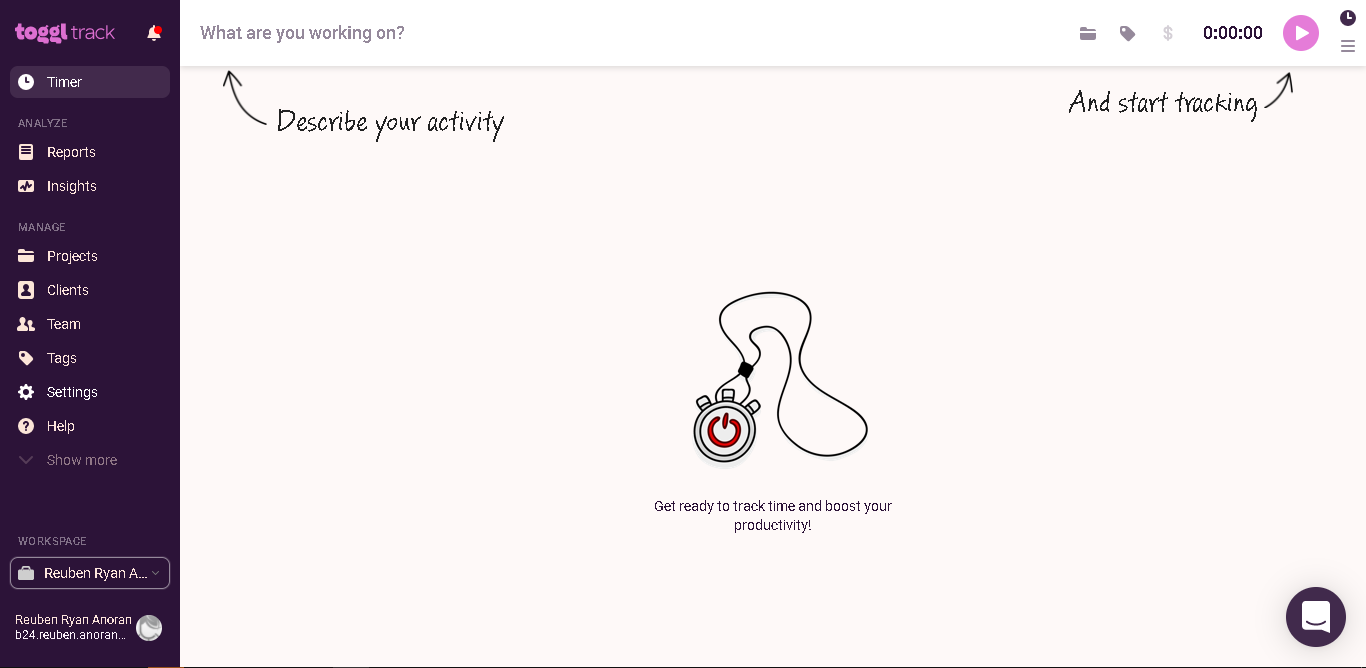 toggl track
What are you working on?
$
0:00:00
Timer
Describe your activity
And start tracking
ANALYZE
Reports
Insights
MANAGE
Projects
Clients
Team
Tags
Settings
Help
Show more
Get ready to track time and boost your
productivity!
WORKSPACE
Reuben Ryan A...
Reuben Ryan Anoran
b24.reuben.anoran...